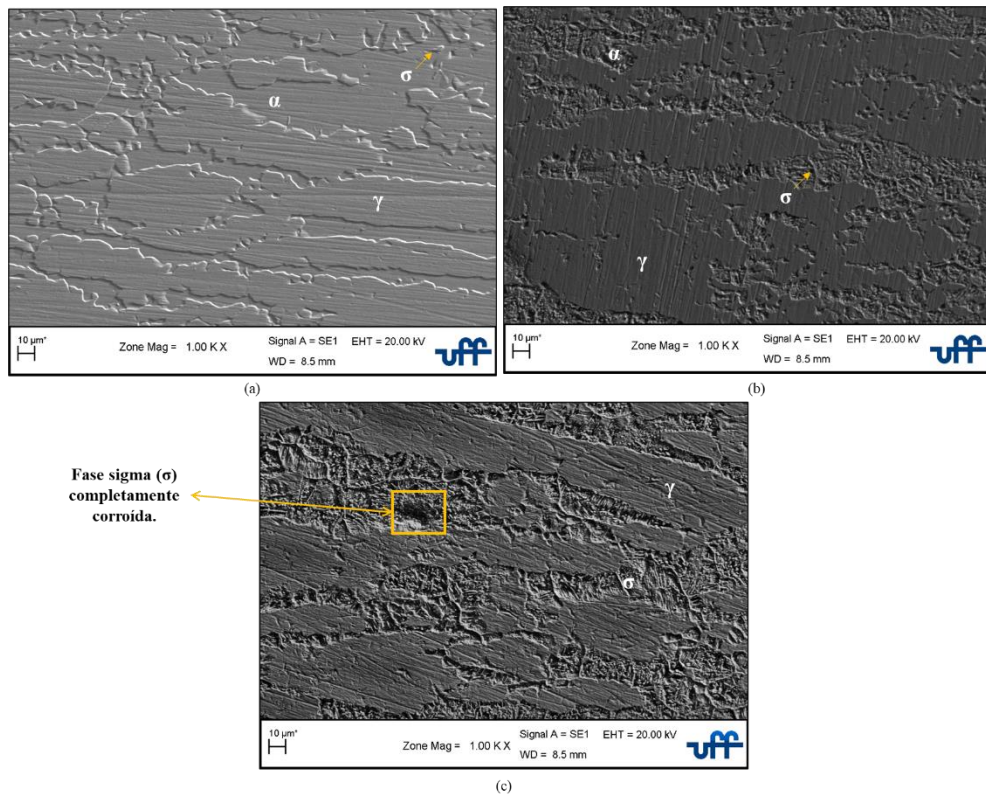 σ
α
γ
10 µm*
Zone Mag = 1.00 K X
Signal A = SE1 EHT = 20.00 kV
WD = 8.5 mm
uff
(a)
α
σ
γ
10 µm*
Zone Mag = 1.00 K X
Signal A = SE1 EHT = 20.00 kV
WD = 8.5 mm
uff
(b)
Fase sigma (σ)
completamente
corroída.
γ
σ
10 µm*
Zone Mag = 1.00 K X
Signal A = SE1 EHT = 20.00 kV
WD = 8.5 mm
uff
(c)